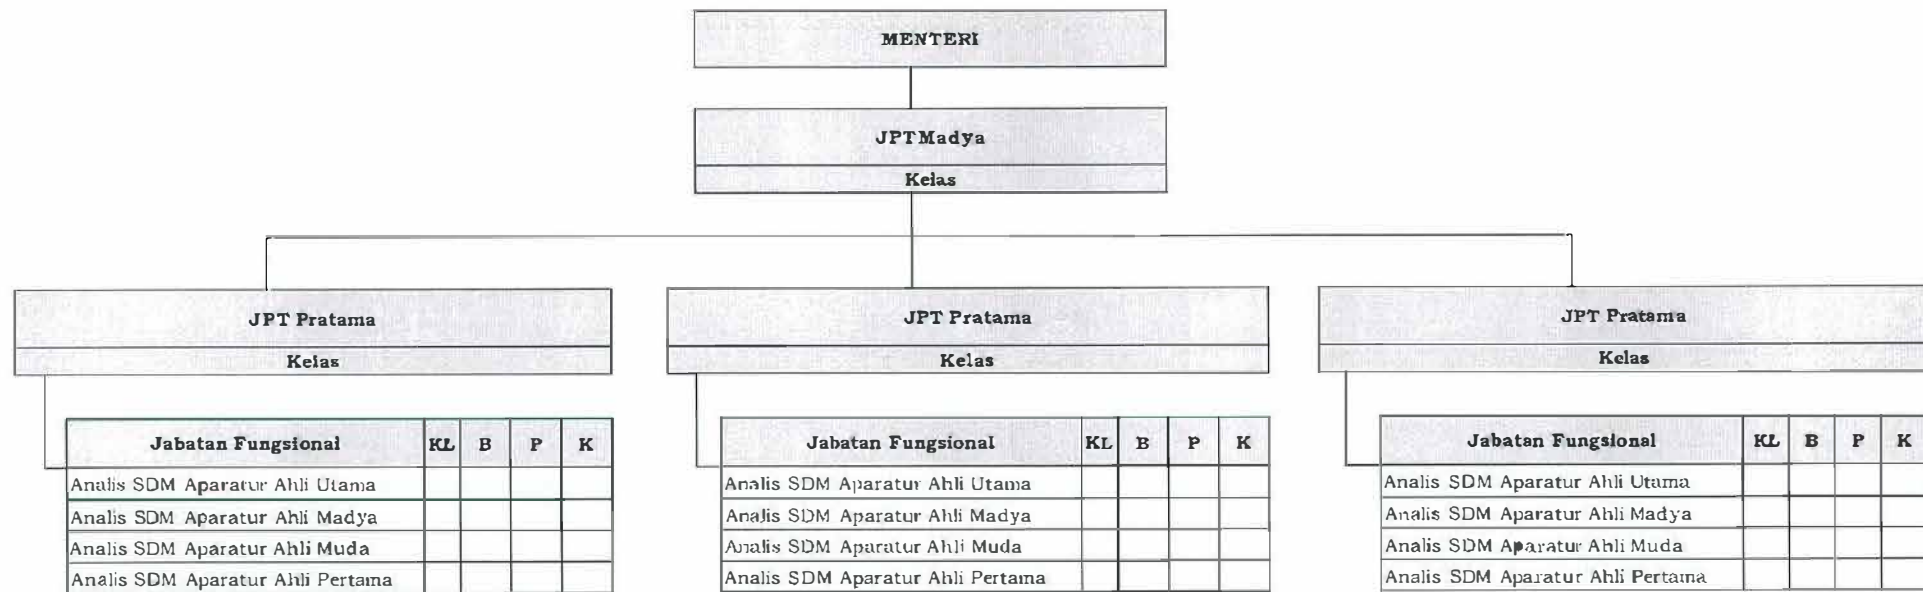 MENTERI
JPT Madya
Kelas
JPT Pratama
Kelas
Jabatan Fungsional KL B P K
Analis SDM Aparatur Ahli Utama
Analis SDM Aparatur Ahli Madya
Analis SDM Aparatur Ahli Muda
Analis SDM Aparatur Ahli Pertama
JPT Pratama
Kelas
Jabatan Fungsional KL B P K
Analis SDM Aparatur Ahli Utama
Analis SDM Aparatur Ahli Madya
Analis SDM Aparatur Ahli Muda
Analis SDM Aparatur Ahli Pertama
JPT Pratama
Kelas
Jabatan Fungsional KL B P K
Analis SDM Aparatur Ahli Utama
Analis SDM Aparatur Ahli Madya
Analis SDM Aparatur Ahli Muda
Analis SDM Aparatur Ahli Pertama